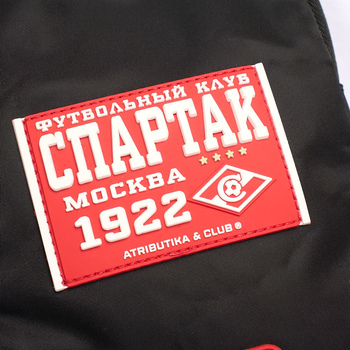 ФУТБОЛЬНЫЙ КЛУБ
СПАРТАК
МОСКВА
1922
ATRIBUTIKA & CLUB ®